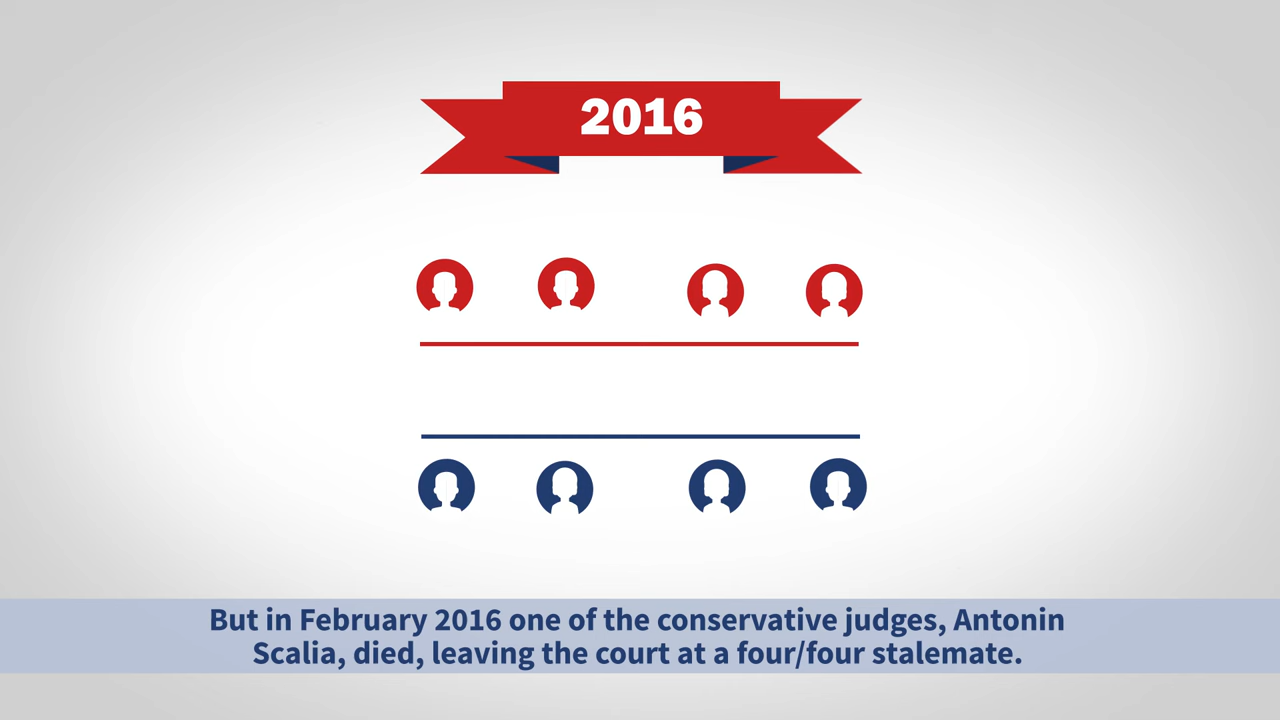 2016
But in February 2016 one of the conservative judges, Antonin
Scalia, died, leaving the court at a four/four stalemate.